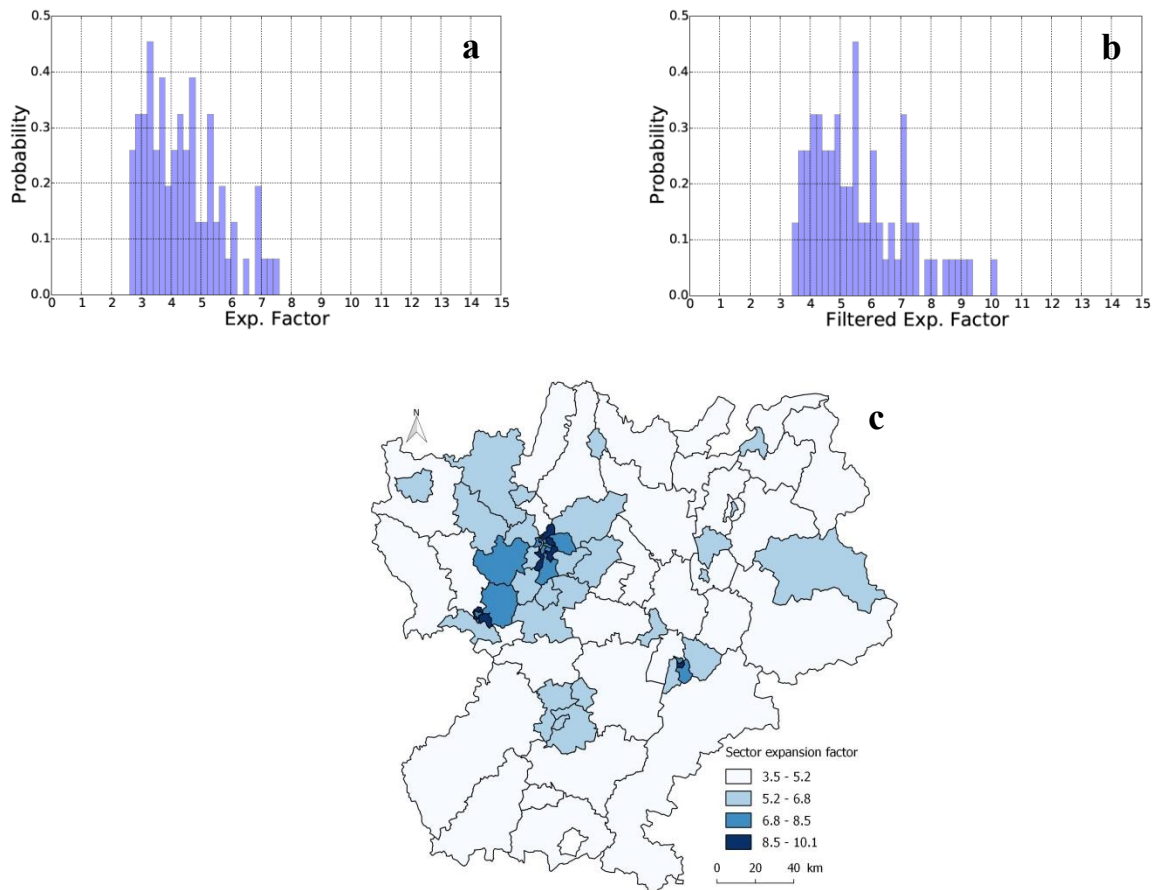 a
0.5
0.4
0.3
0.2
0.1
0.0
Probability
0 1 2 3 4 5 6 7 8 9 10 11 12 13 14 15
Exp. Factor
b
0.5
0.4
0.3
0.2
0.1
0.0
Probability
0 1 2 3 4 5 6 7 8 9 10 11 12 13 14 15
Filtered Exp. Factor
c
N
Sector expansion factor
3.5 - 5.2
5.2 - 6.8
6.8 - 8.5
8.5 - 10.1
0 20 40 km